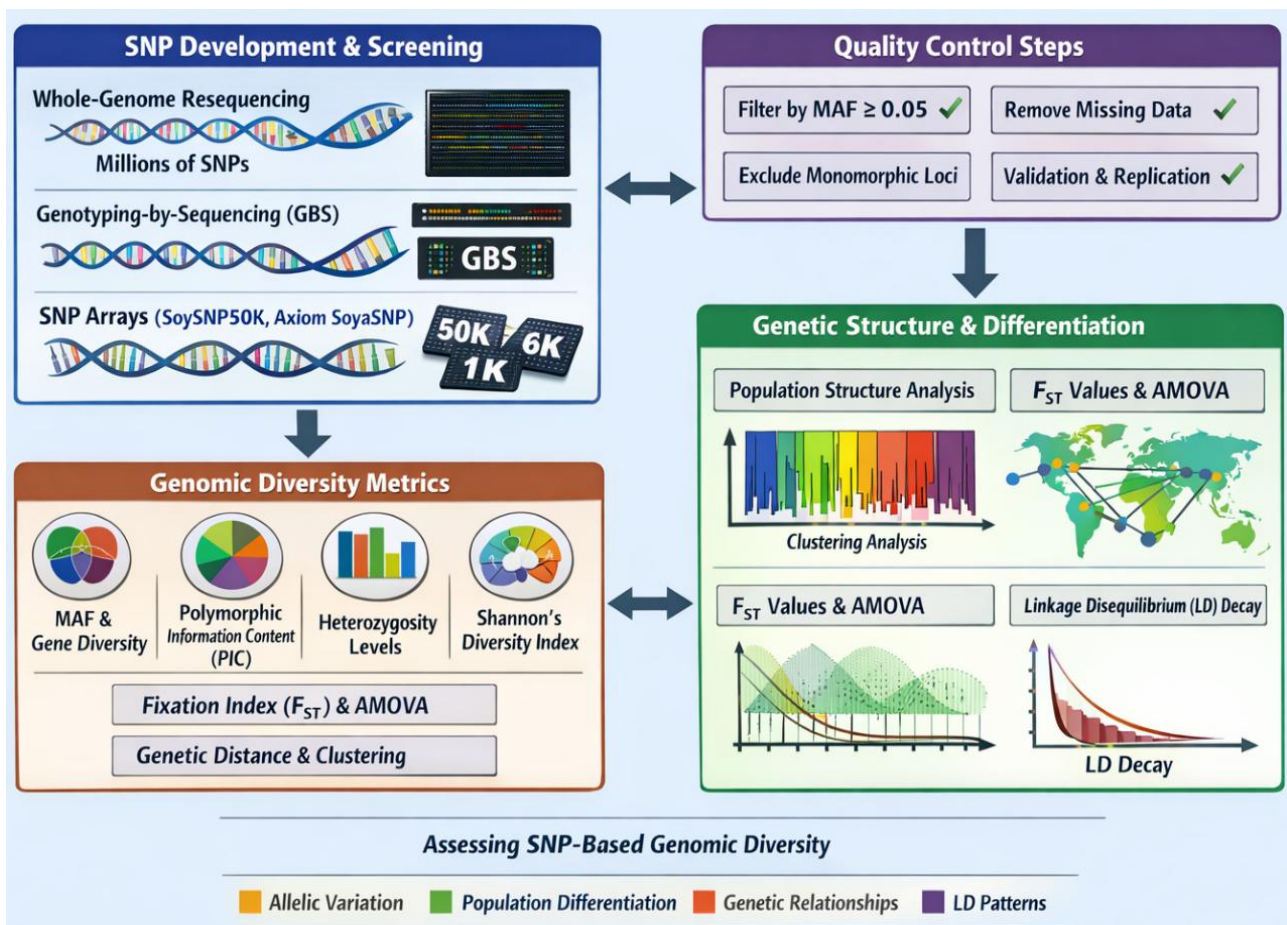 SNP Development & Screening
Whole-Genome Resequencing
Millions of SNPs
Genotyping-by-Sequencing (GBS)
GBS
SNP Arrays (SoySNP50K, Axiom SoyaSNP)
50K
6K
1K
Quality Control Steps
Filter by MAF ≥ 0.05 ✓
Remove Missing Data ✓
Exclude Monomorphic Loci
Validation & Replication ✓
Genomic Diversity Metrics
MAF &
Gene Diversity
Polymorphic
Information Content
(PIC)
Heterozygosity
Levels
Shannon's
Diversity Index
Fixation Index (FST) & AMOVA
Genetic Distance & Clustering
Genetic Structure & Differentiation
Population Structure Analysis
FST Values & AMOVA
Clustering Analysis
FST Values & AMOVA
Linkage Disequilibrium (LD) Decay
LD Decay
Assessing SNP-Based Genomic Diversity
Allelic Variation
Population Differentiation
Genetic Relationships
LD Patterns